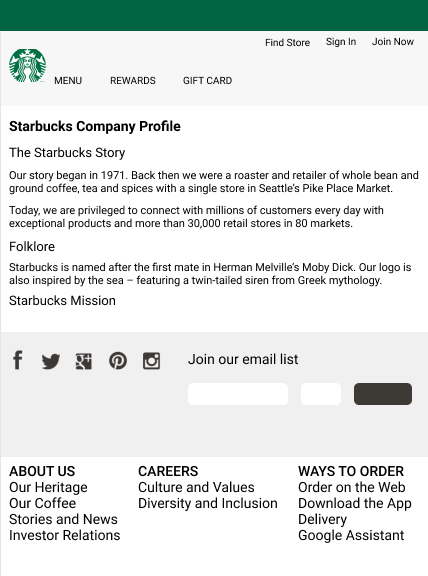 Find Store Sign In Join Now
MENU REWARDS GIFT CARD
Starbucks Company Profile
The Starbucks Story
Our story began in 1971. Back then we were a roaster and retailer of whole bean and
ground coffee, tea and spices with a single store in Seattle's Pike Place Market.
Today, we are privileged to connect with millions of customers every day with
exceptional products and more than 30,000 retail stores in 80 markets.
Folklore
Starbucks is named after the first mate in Herman Melville's Moby Dick. Our logo is
also inspired by the sea – featuring a twin-tailed siren from Greek mythology.
Starbucks Mission
Join our email list
ABOUT US
Our Heritage
Our Coffee
Stories and News
Investor Relations
CAREERS
Culture and Values
Diversity and Inclusion
WAYS TO ORDER
Order on the Web
Download the App
Delivery
Google Assistant